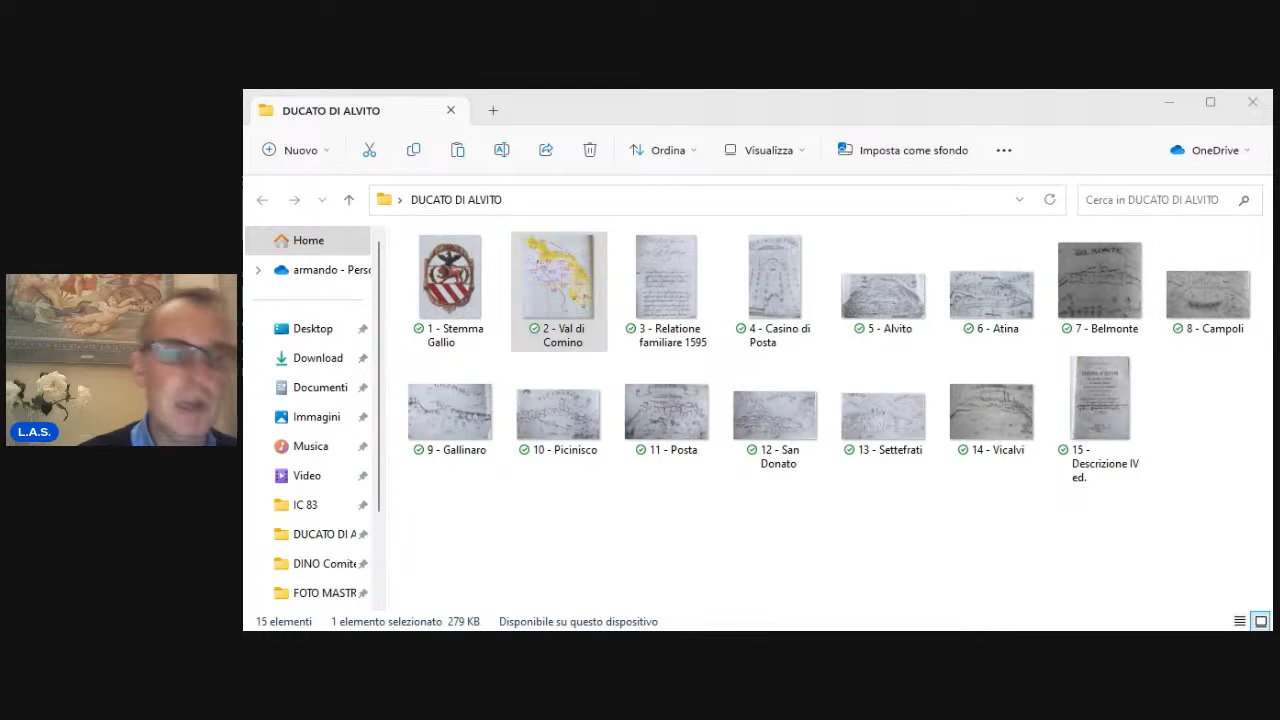 DUCATO DI ALVITO
Nuovo
Ordina
Visualizza
Imposta come sfondo
OneDrive
DUCATO DI ALVITO
Cerca in DUCATO DI ALVITO
Home
armando - Perso
Desktop
Download
Documenti
Immagini
Musica
Video
IC 83
DUCATO DI A
DINO Comite
FOTO MASTR
1 - Stemma
Gallio
2 - Val di
Comino
3 - Relatione
familiare 1595
4 - Casino di
Posta
5 - Alvito
6 - Atina
7 - Belmonte
8 - Campoli
9 - Gallinaro
10 - Picinisco
11 - Posta
12 - San
Donato
13 - Settefrati
14 - Vicalvi
15 -
Descrizione IV
ed.
15 elementi
1 elemento selezionato 279 KB
Disponibile su questo dispositivo
L.A.S.